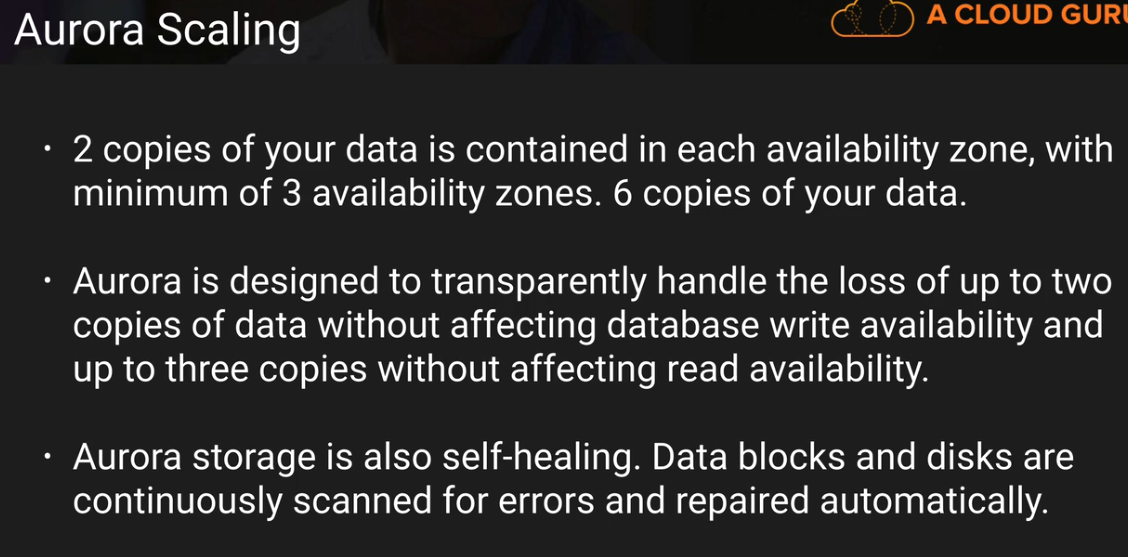 Aurora Scaling
A CLOUD GURU
· 2 copies of your data is contained in each availability zone, with
minimum of 3 availability zones. 6 copies of your data.
· Aurora is designed to transparently handle the loss of up to two
copies of data without affecting database write availability and
up to three copies without affecting read availability.
· Aurora storage is also self-healing. Data blocks and disks are
continuously scanned for errors and repaired automatically.